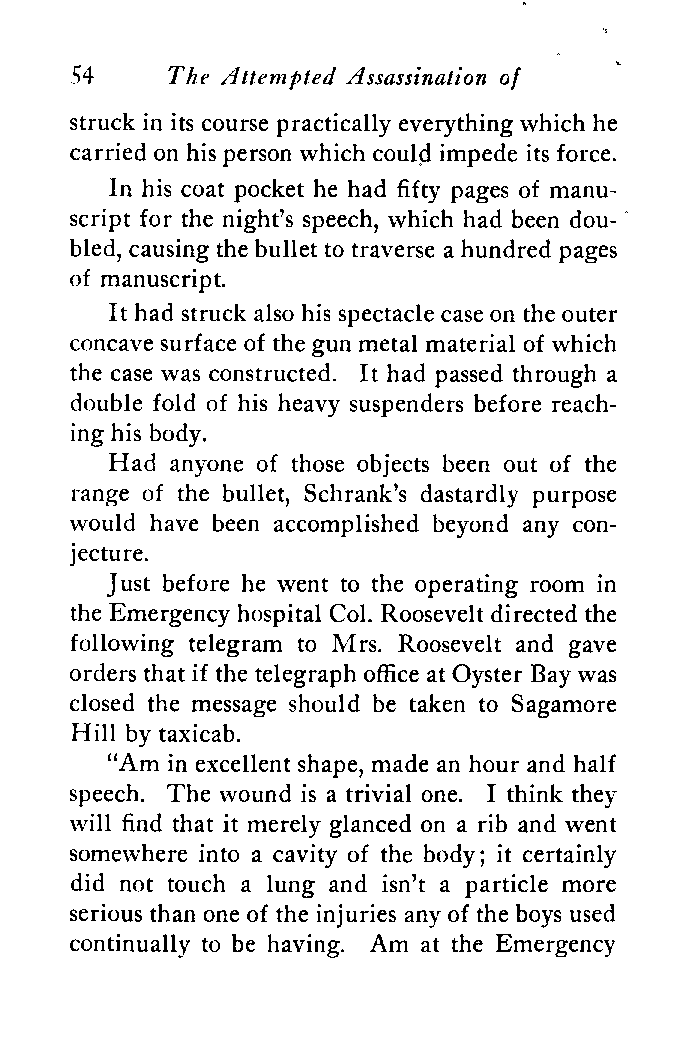 54 The Attempted Assassination of
struck in its course practically everything which he
carried on his person which could impede its force.
In his coat pocket he had fifty pages of manu-
script for the night's speech, which had been dou-
bled, causing the bullet to traverse a hundred pages
of manuscript.
It had struck also his spectacle case on the outer
concave surface of the gun metal material of which
the case was constructed. It had passed through a
double fold of his heavy suspenders before reach-
ing his body.
Had anyone of those objects been out of the
range of the bullet, Schrank's dastardly purpose
would have been accomplished beyond any con-
jecture.
Just before he went to the operating room in
the Emergency hospital Col. Roosevelt directed the
following telegram to Mrs. Roosevelt and gave
orders that if the telegraph office at Oyster Bay was
closed the message should be taken to Sagamore
Hill by taxicab.
"Am in excellent shape, made an hour and half
speech. The wound is a trivial one. I think they
will find that it merely glanced on a rib and went
somewhere into a cavity of the body; it certainly
did not touch a lung and isn't a particle more
serious than one of the injuries any of the boys used
continually to be having. Am at the Emergency